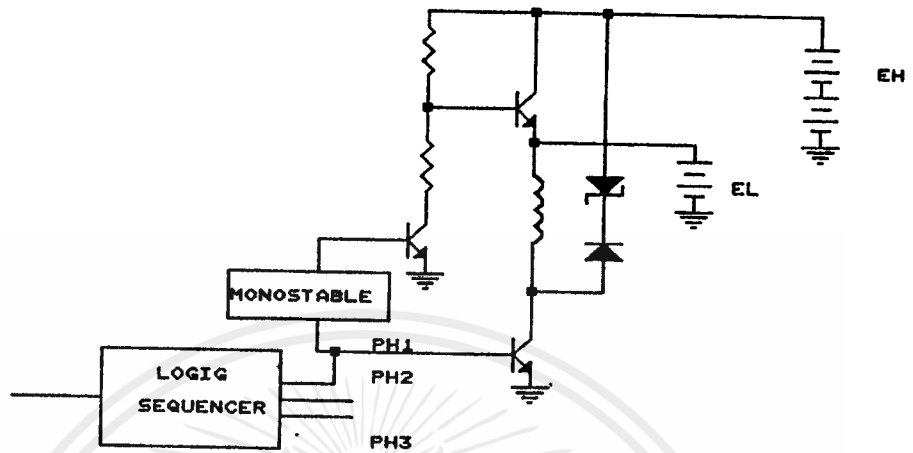 EH
EL
MONOSTABLE
PH1
LOGIG
PH2
SEQUENCER
PH3